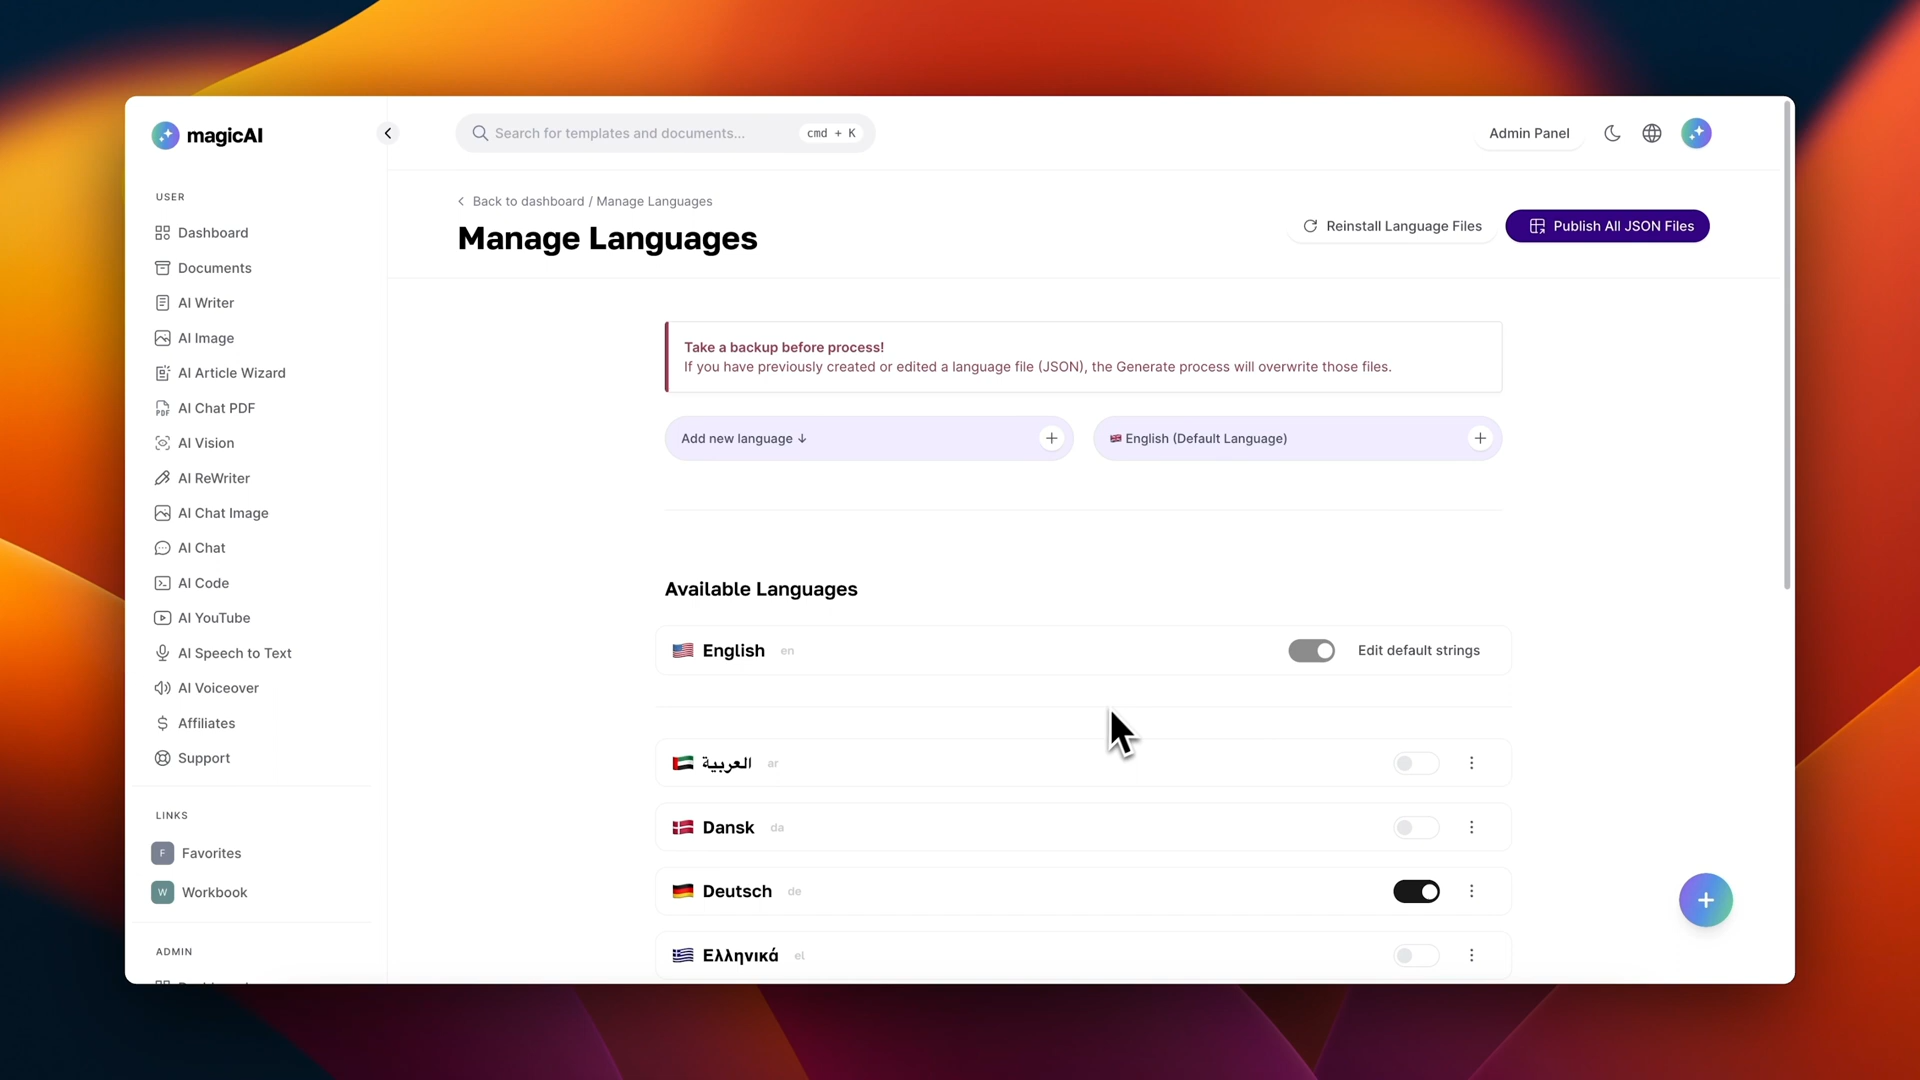 magicAI
Search for templates and documents...
cmd + K
Admin Panel
USER
Dashboard
Documents
AI Writer
AI Image
AI Article Wizard
AI Chat PDF
AI Vision
AI ReWriter
AI Chat Image
AI Chat
AI Code
AI YouTube
AI Speech to Text
AI Voiceover
Affiliates
Support
LINKS
F Favorites
W Workbook
ADMIN
Back to dashboard / Manage Languages
Manage Languages
Reinstall Language Files
Publish All JSON Files
Take a backup before process!
If you have previously created or edited a language file (JSON), the Generate process will overwrite those files.
Add new language ↓
English (Default Language)
Available Languages
English en
Edit default strings
العربية ar
Dansk da
Deutsch de
Ελληνικά el